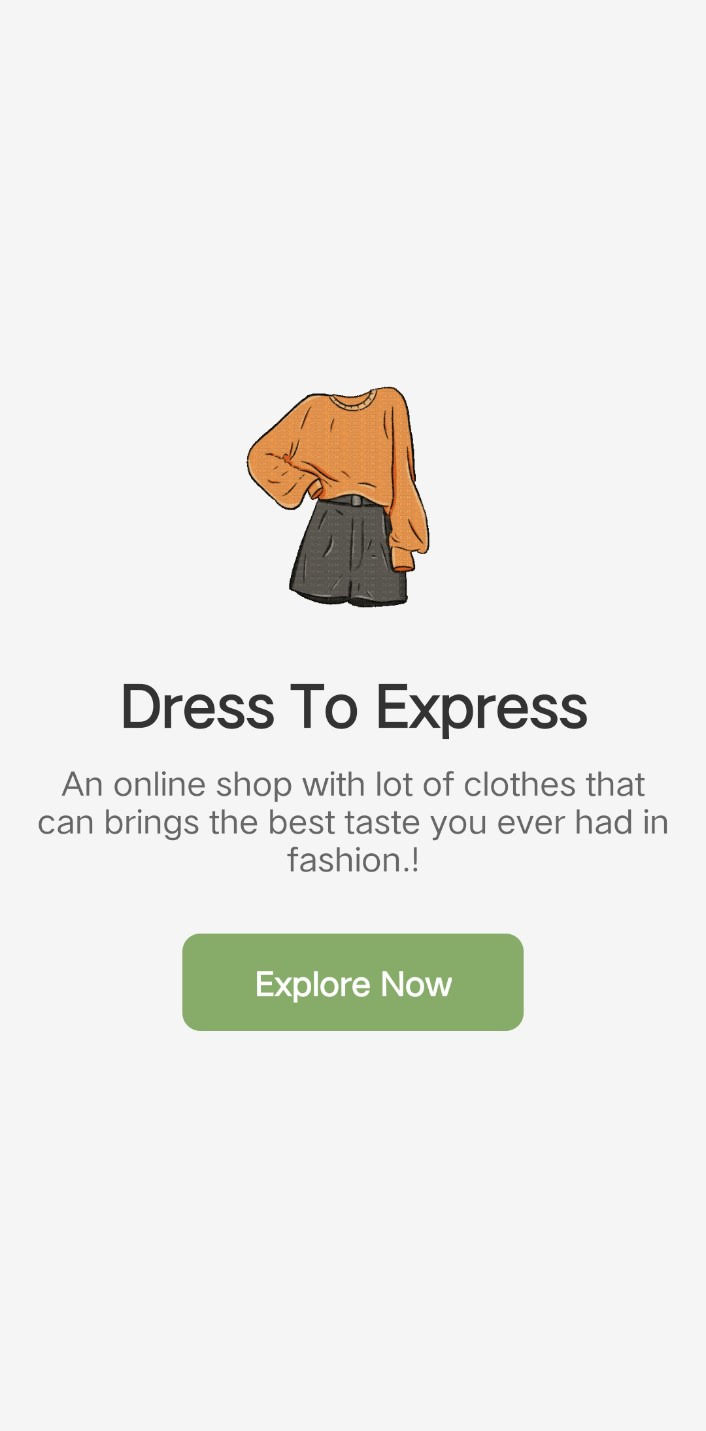 Dress To Express
An online shop with lot of clothes that
can brings the best taste you ever had in
fashion.!
Explore Now